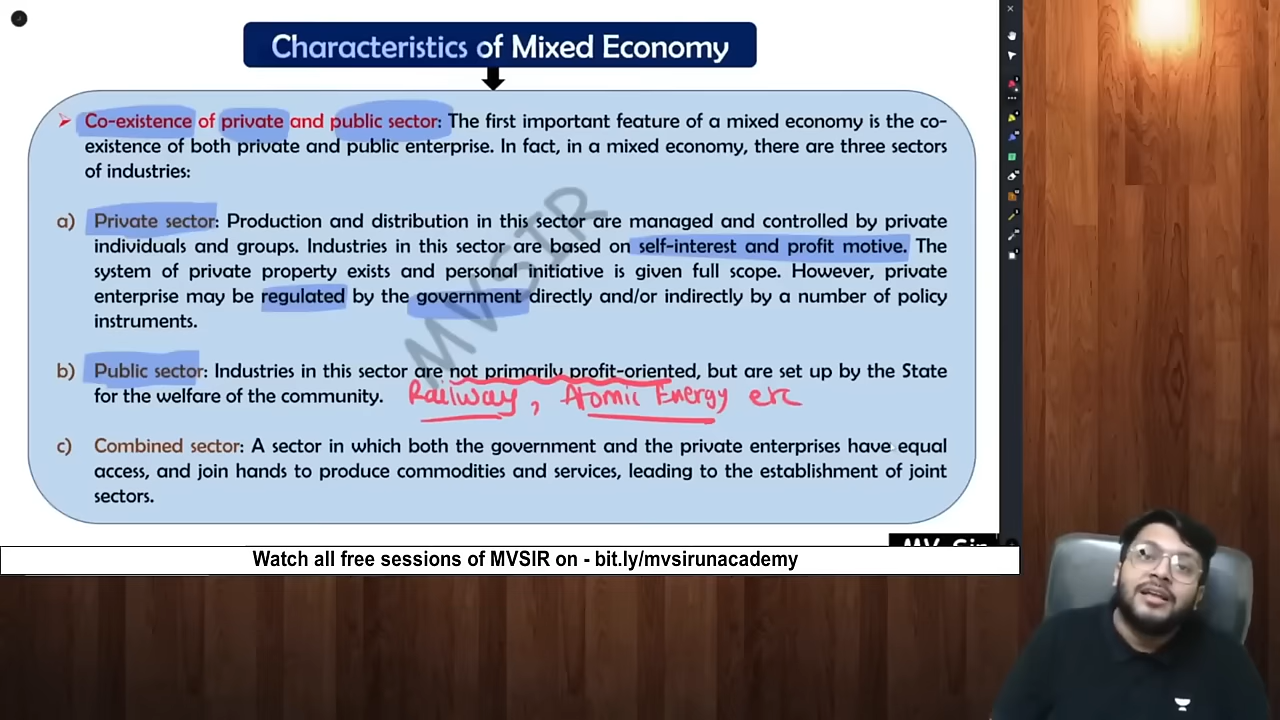 Characteristics of Mixed Economy
➤ Co-existence of private and public sector: The first important feature of a mixed economy is the co-
existence of both private and public enterprise. In fact, in a mixed economy, there are three sectors
of industries:
a) Private sector: Production and distribution in this sector are managed and controlled by private
individuals and groups. Industries in this sector are based on self-interest and profit motive. The
system of private property exists and personal initiative is given full scope. However, private
enterprise may be regulated by the government directly and/or indirectly by a number of policy
instruments.
b) Public sector: Industries in this sector are not primarily profit-oriented, but are set up by the State
for the welfare of the community. Railway, Atomic Energy etc
c) Combined sector: A sector in which both the government and the private enterprises have equal
access, and join hands to produce commodities and services, leading to the establishment of joint
sectors.
MVSIR
Watch all free sessions of MVSIR on - bit.ly/mvsirunacademy